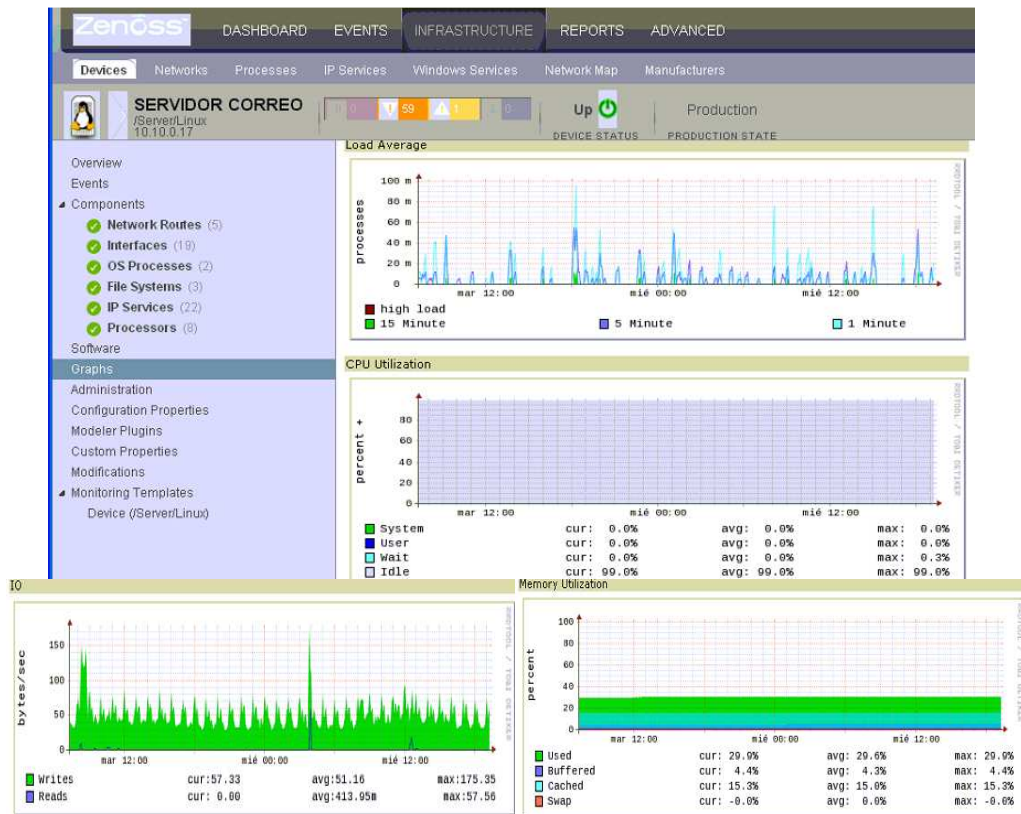 Zenoss
DASHBOARD EVENTS INFRASTRUCTURE REPORTS ADVANCED
Devices Networks Processes IP Services Windows Services Network Map Manufacturers
SERVIDOR CORREO
/Server/Linux
10.10.0.17
0 59 1 0
Up
DEVICE STATUS
Production
PRODUCTION STATE
Overview
Events
Components
Network Routes (5)
Interfaces (19)
OS Processes (2)
File Systems (3)
IP Services (22)
Processors (8)
Software
Graphs
Administration
Configuration Properties
Modeler Plugins
Custom Properties
Modifications
Monitoring Templates
Device (/Server/Linux)
Load Average
processes
100 m
80 m
60 m
40 m
20 m
0
mar 12:00 mié 00:00 mié 12:00
high load
15 Minute 5 Minute 1 Minute
RRDTOOL / TOBI OETIKER
CPU Utilization
percent +
80
60
40
20
0
mar 12:00 mié 00:00 mié 12:00
System cur: 0.0% avg: 0.0% max: 0.0%
User cur: 0.0% avg: 0.0% max: 0.0%
Wait cur: 0.0% avg: 0.0% max: 0.3%
Idle cur: 99.0% avg: 99.0% max: 99.0%
RRDTOOL / TOBI OETIKER
IO
bytes/sec
150
100
50
0
mar 12:00 mié 00:00 mié 12:00
Writes cur:57.33 avg:51.16 max:175.35
Reads cur: 0.00 avg:413.95m max:57.56
RRDTOOL / TOBI OETIKER
Memory Utilization
percent
100
80
60
40
20
0
mar 12:00 mié 00:00 mié 12:00
Used cur: 29.9% avg: 29.6% max: 29.9%
Buffered cur: 4.4% avg: 4.3% max: 4.4%
Cached cur: 15.3% avg: 15.0% max: 15.3%
Swap cur: -0.0% avg: 0.0% max: -0.0%